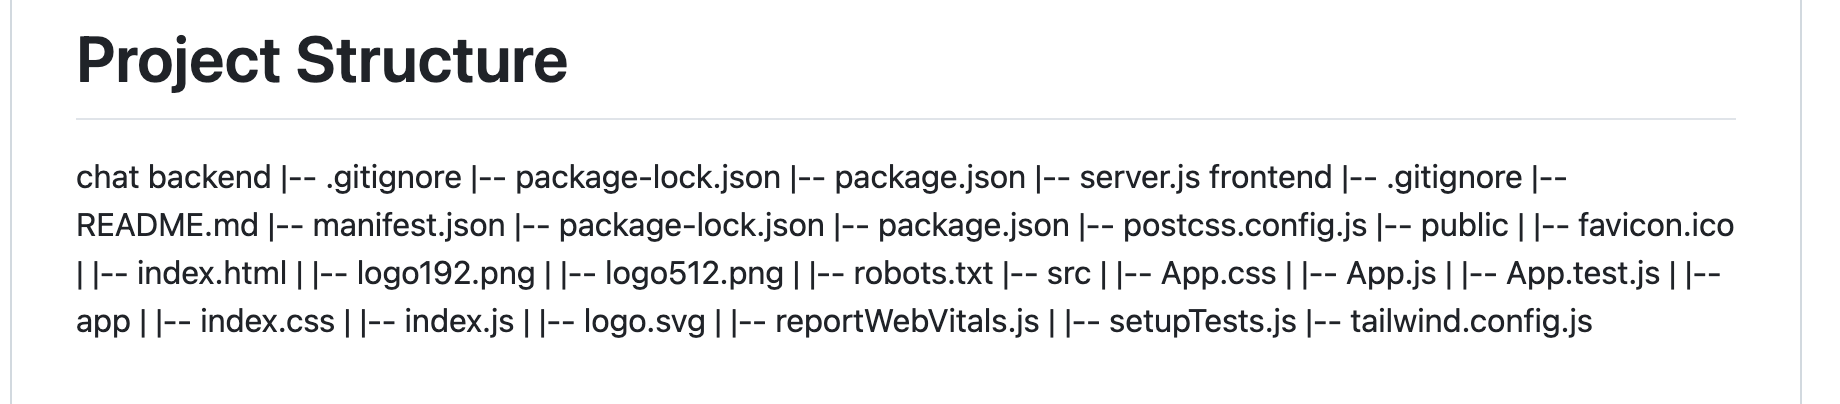 Project Structure
chat backend |-- .gitignore |-- package-lock.json |-- package.json |-- server.js frontend |-- .gitignore |--
README.md |-- manifest.json |-- package-lock.json |-- package.json |-- postcss.config.js |-- public | |-- favicon.ico
| |-- index.html | |-- logo192.png | |-- logo512.png | |-- robots.txt |-- src | |-- App.css | |-- App.js | |-- App.test.js | |--
app | |-- index.css | |-- index.js | |-- logo.svg | |-- reportWebVitals.js | |-- setupTests.js |-- tailwind.config.js